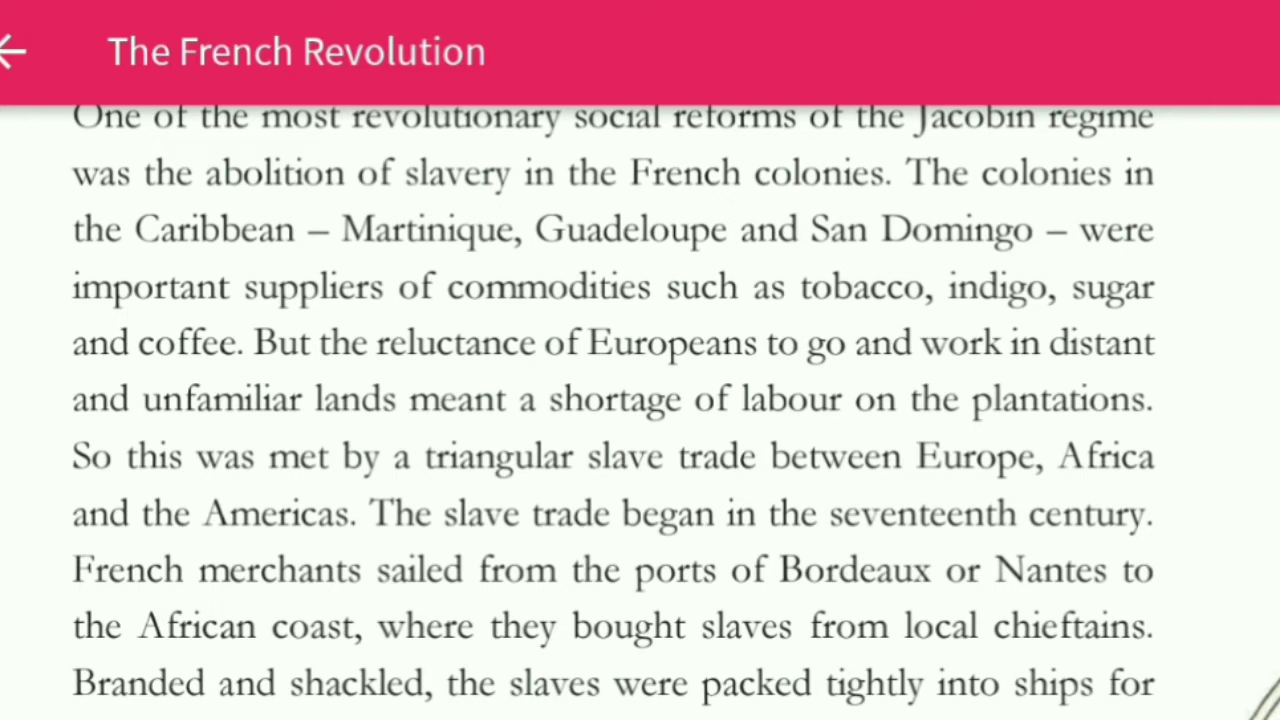 The French Revolution
One of the most revolutionary social reforms of the Jacobin regime
was the abolition of slavery in the French colonies. The colonies in
the Caribbean – Martinique, Guadeloupe and San Domingo – were
important suppliers of commodities such as tobacco, indigo, sugar
and coffee. But the reluctance of Europeans to go and work in distant
and unfamiliar lands meant a shortage of labour on the plantations.
So this was met by a triangular slave trade between Europe, Africa
and the Americas. The slave trade began in the seventeenth century.
French merchants sailed from the ports of Bordeaux or Nantes to
the African coast, where they bought slaves from local chieftains.
Branded and shackled, the slaves were packed tightly into ships for